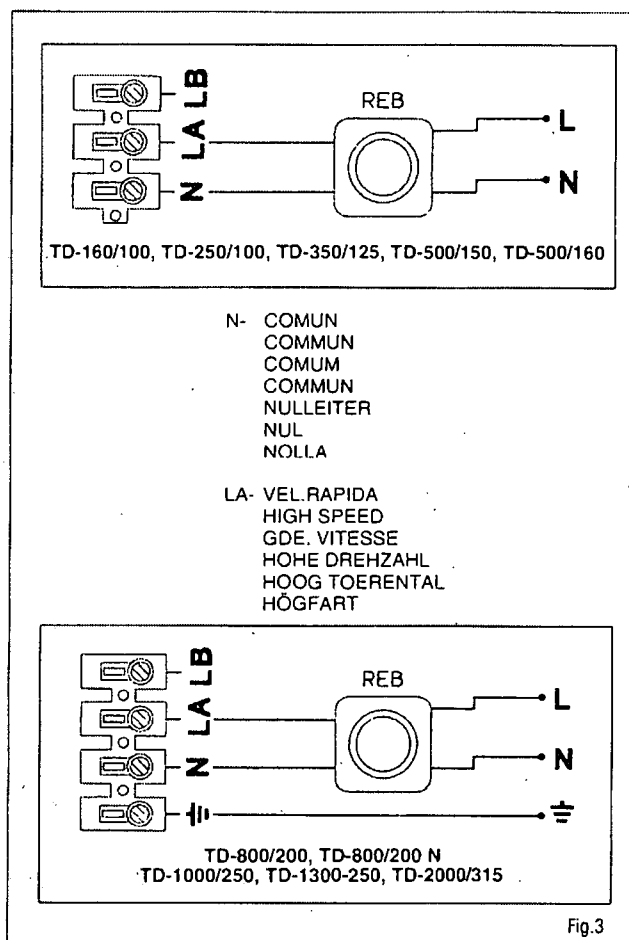 LB
REB
LA
L
N
N
TD-160/100, TD-250/100, TD-350/125, TD-500/150, TD-500/160
N- COMUN
COMMUN
COMUM
COMMUN
NULLEITER
NUL
NOLLA
LA- VEL.RAPIDA
HIGH SPEED
GDE. VITESSE
HOHE DREHZAHL
HOOG TOERENTAL
HÖGFART
LB
REB
LA
L
N
N
TD-800/200, TD-800/200 N
TD-1000/250, TD-1300-250, TD-2000/315
Fig.3